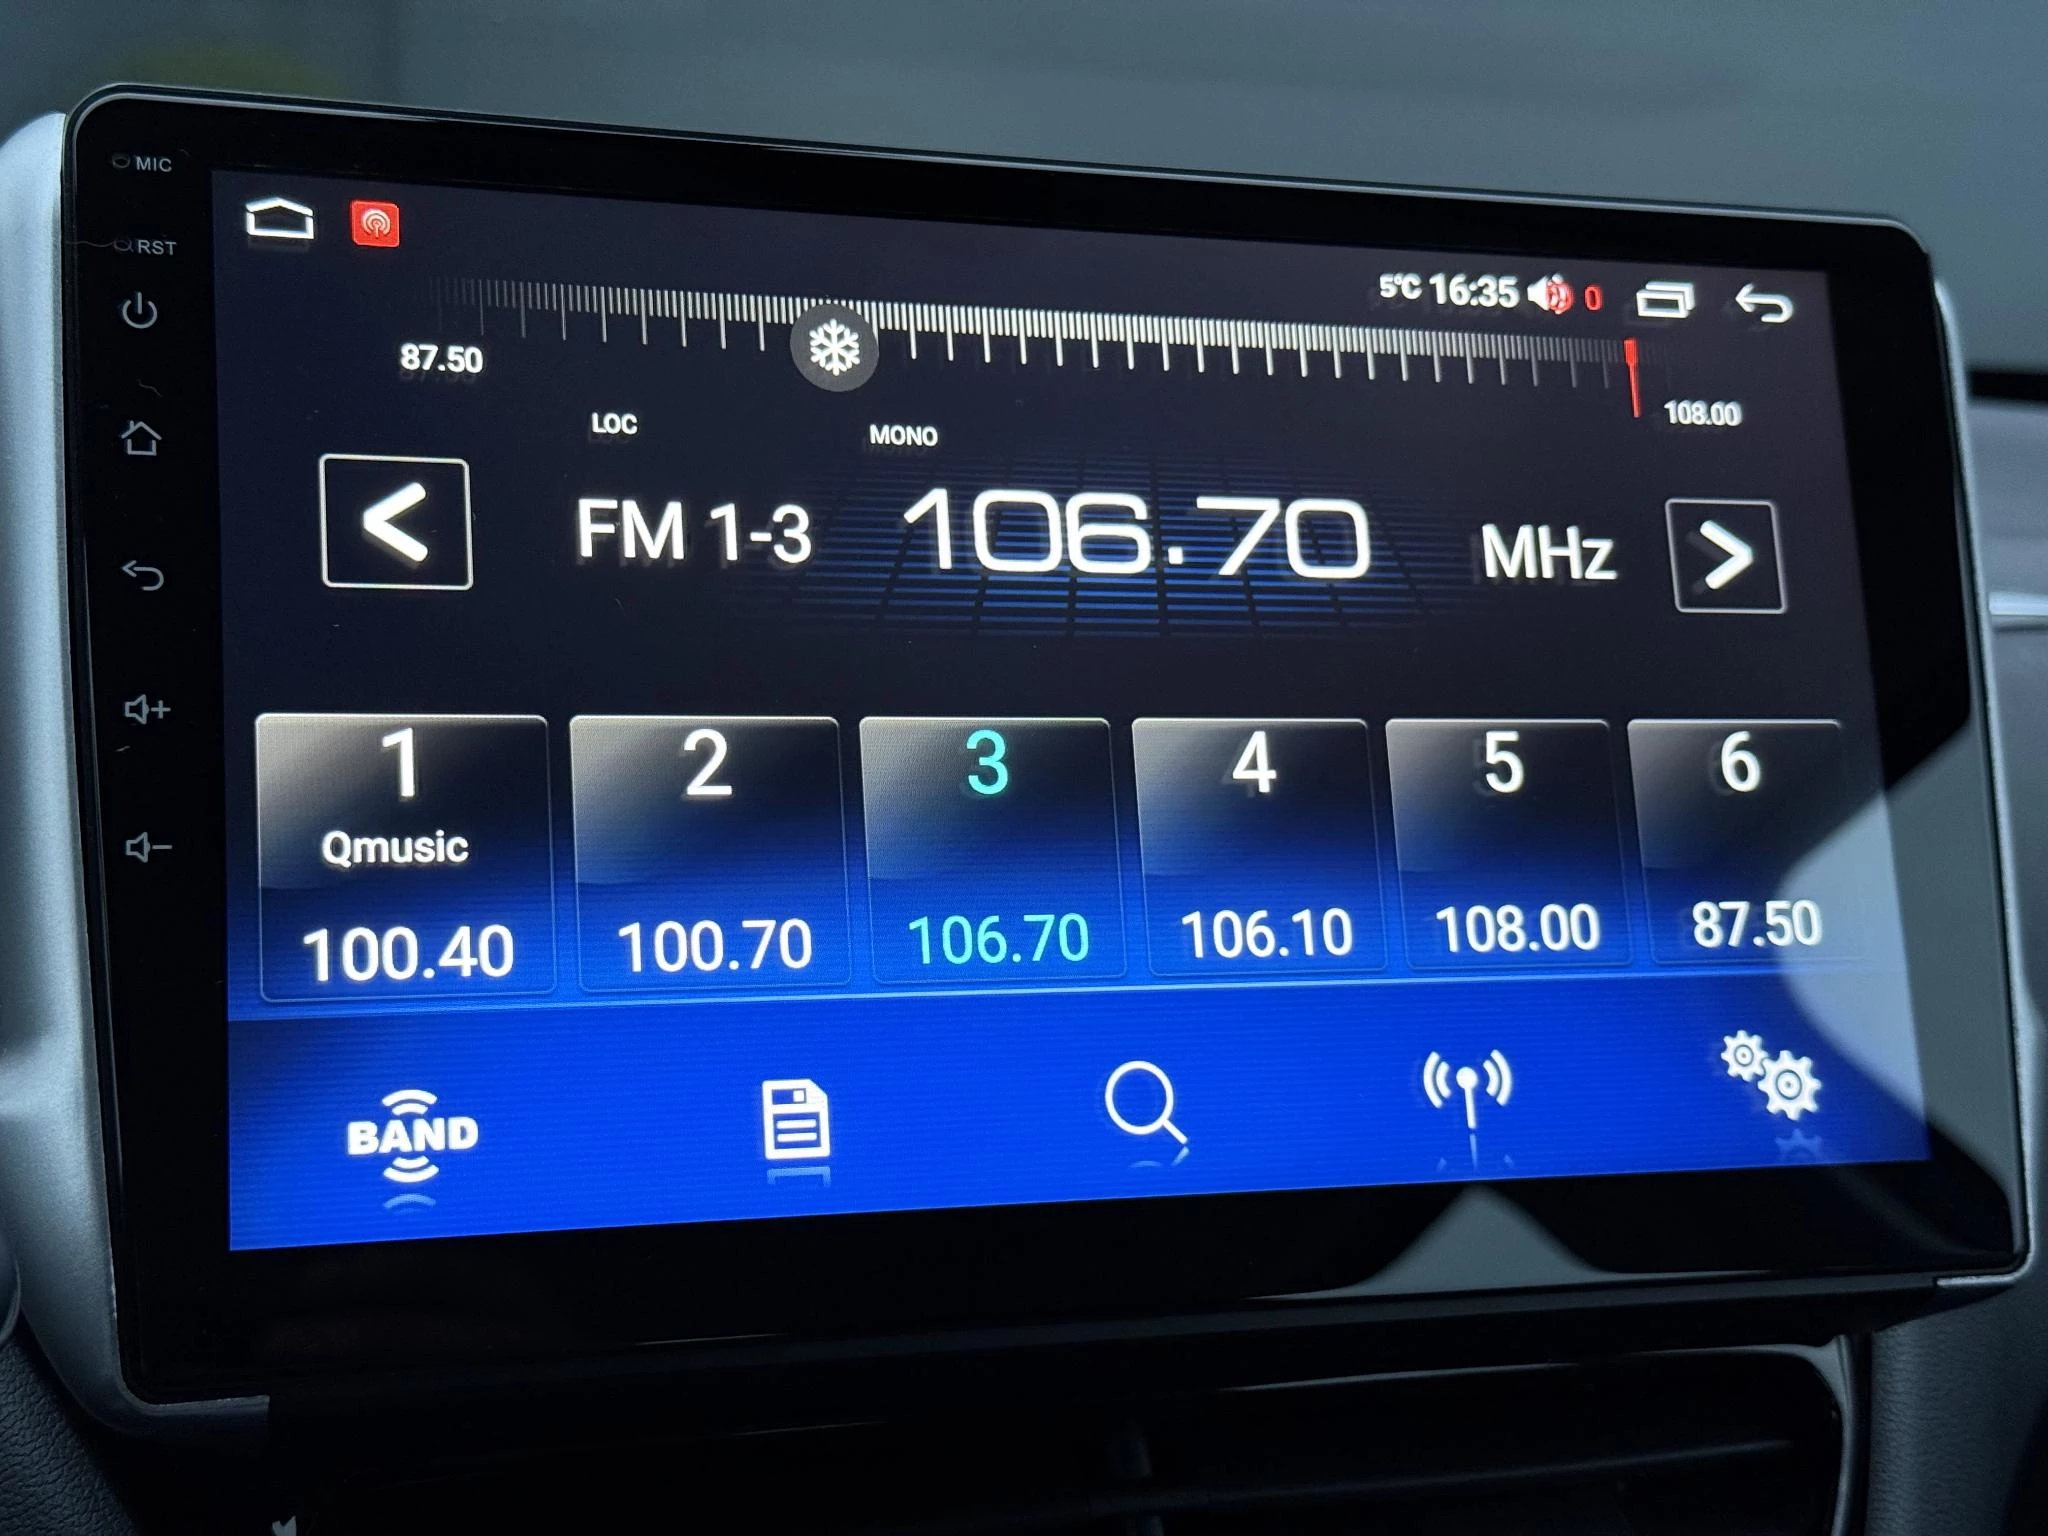 MIC
RST
5°C 16:35 0
87.50
108.00
LOC MONO
FM 1-3 106.70 MHz
1 2 3 4 5 6
Qmusic
100.40 100.70 106.70 106.10 108.00 87.50
BAND